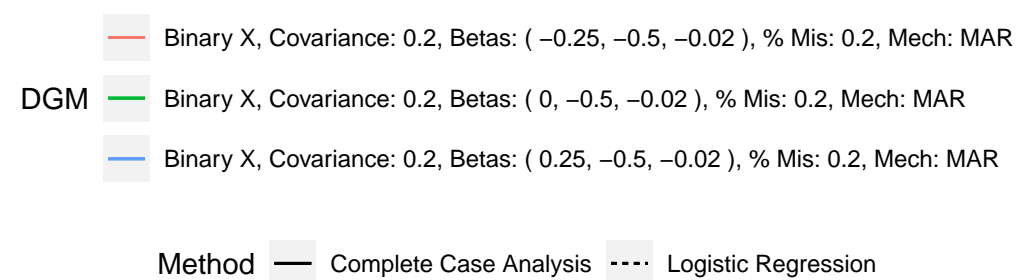 Binary X, Covariance: 0.2, Betas: ( −0.25, −0.5, −0.02 ), % Mis: 0.2, Mech: MAR
DGM Binary X, Covariance: 0.2, Betas: ( 0, −0.5, −0.02 ), % Mis: 0.2, Mech: MAR
Binary X, Covariance: 0.2, Betas: ( 0.25, −0.5, −0.02 ), % Mis: 0.2, Mech: MAR
Method Complete Case Analysis Logistic Regression